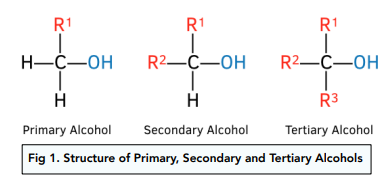 R1 R1 R1
H—C—OH R2—C—OH R2—C—OH
H H R3
Primary Alcohol Secondary Alcohol Tertiary Alcohol
Fig 1. Structure of Primary, Secondary and Tertiary Alcohols